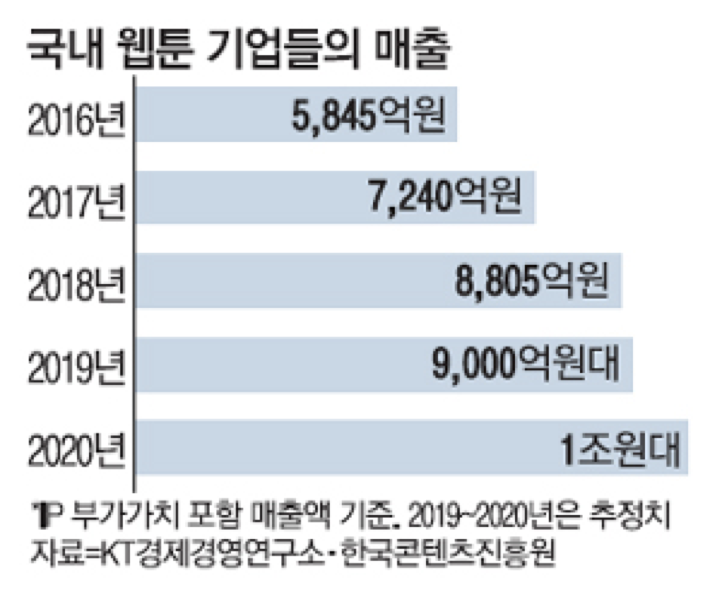 국내 웹툰 기업들의 매출
2016년 5,845억원
2017년 7,240억원
2018년 8,805억원
2019년 9,000억원대
2020년 1조원대
*IP 부가가치 포함 매출액 기준. 2019~2020년은 추정치
자료=KT경제경영연구소·한국콘텐츠진흥원